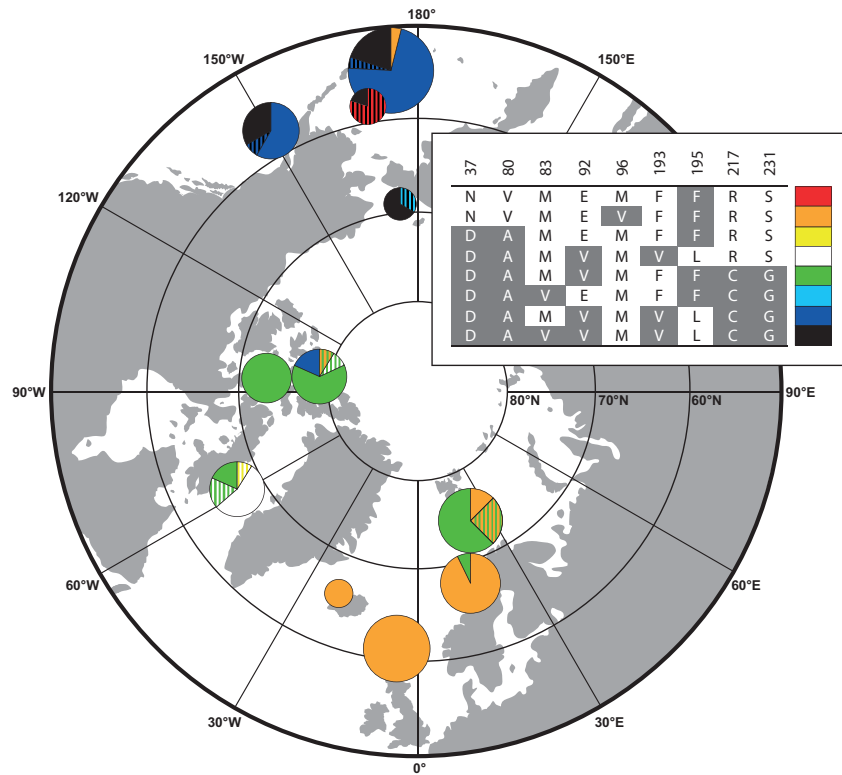 180°
150°W
150°E
120°W
37 80 83 92 96 193 195 217 231
N V M E M F F R S
N V M E V F F R S
D A M E M F F R S
D A M V M V L R S
D A M V M F F C G
D A V E M F F C G
D A M V M V L C G
D A V V M V L C G
90°W
80°N
70°N
60°N
90°E
60°W
60°E
30°W
30°E
0°